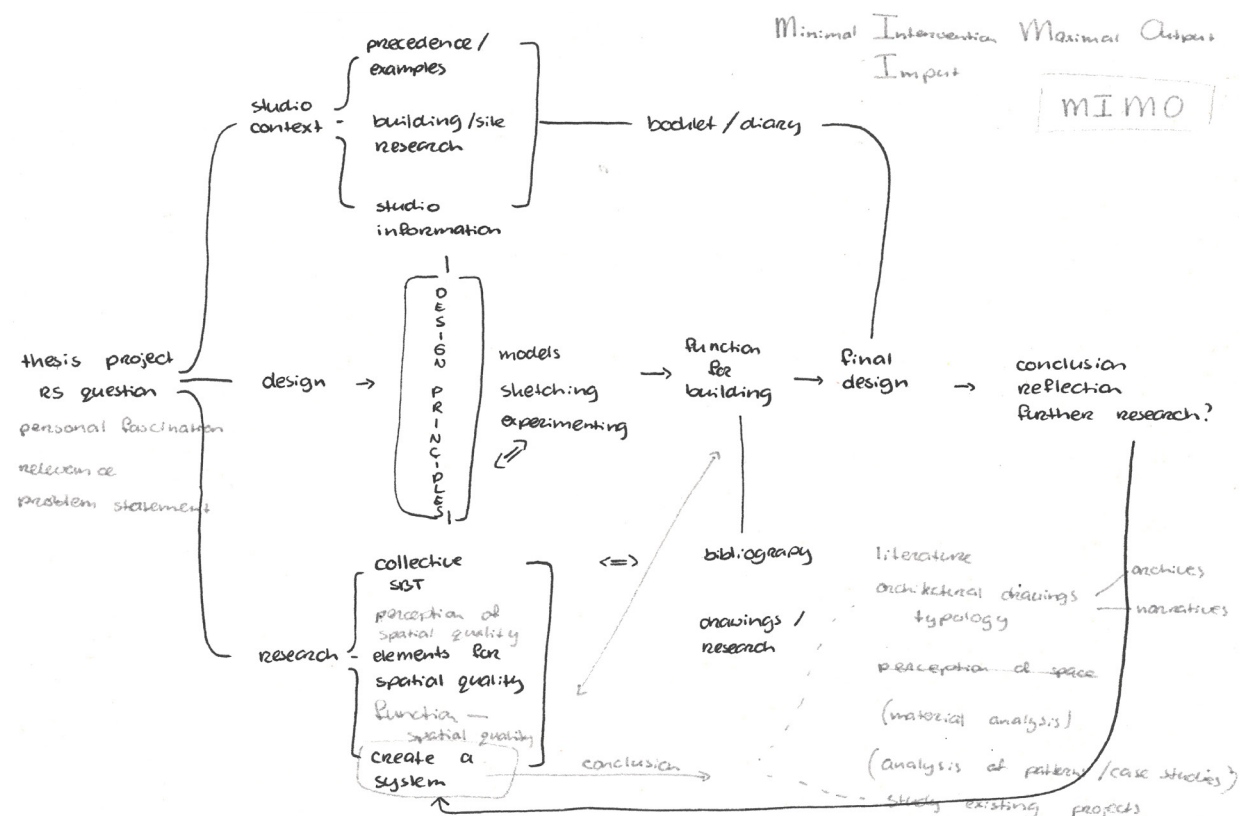 Minimal Intervention Maximal Output
Imput
MIMO
precedence /
examples
studio
context
building/site
research
studio
information
booklet / diary
thesis project
RS question
personal fascination
relevance
problem statement
design
DESIGN PRINCIPLES
models
sketching
experimenting
function
for
building
final
design
conclusion
reflection
further research?
research
collective
SBT
perception of
spatial quality
elements for
spatial quality
function —
spatial quality
create a
system
conclusion
bibliograpy
drawings /
research
literature
architectural drawings
typology
archives
narratives
perception of space
(material analysis)
(analysis of patterns / case studies)
study existing projects